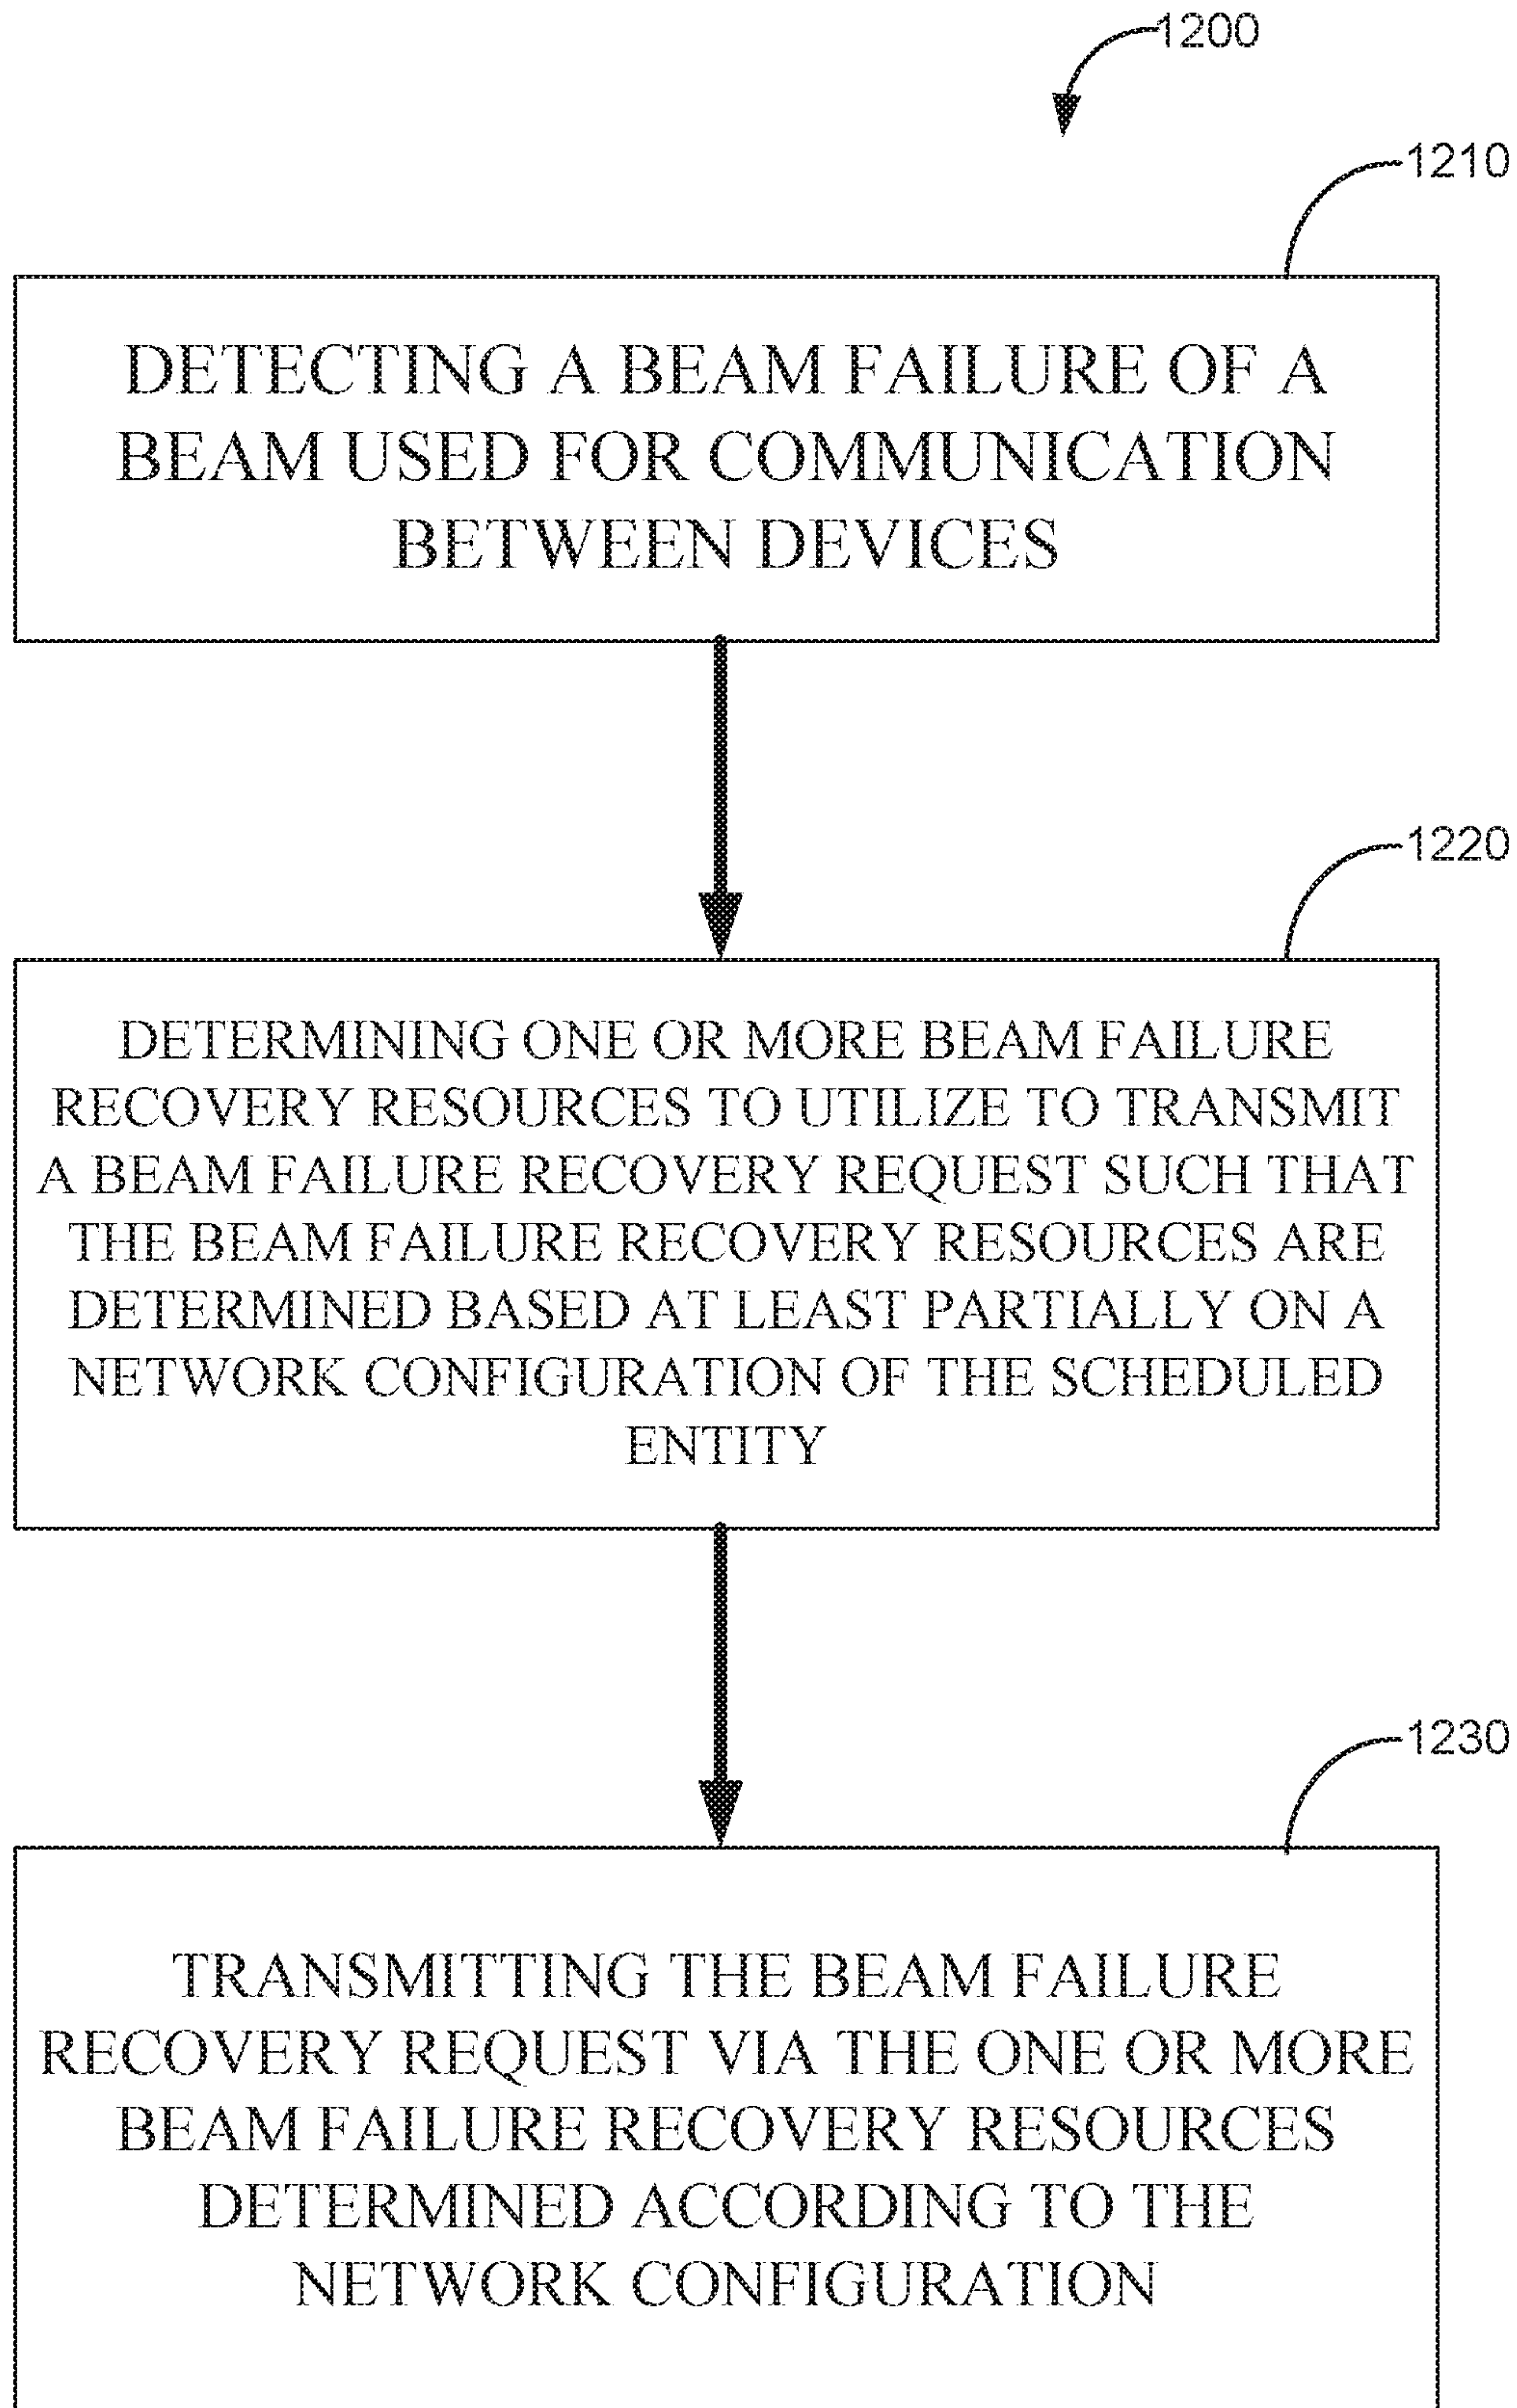 1200
1210
DETECTING A BEAM FAILURE OF A
BEAM USED FOR COMMUNICATION
BETWEEN DEVICES
1220
DETERMINING ONE OR MORE BEAM FAILURE
RECOVERY RESOURCES TO UTILIZE TO TRANSMIT
A BEAM FAILURE RECOVERY REQUEST SUCH THAT
THE BEAM FAILURE RECOVERY RESOURCES ARE
DETERMINED BASED AT LEAST PARTIALLY ON A
NETWORK CONFIGURATION OF THE SCHEDULED
ENTITY
1230
TRANSMITTING THE BEAM FAILURE
RECOVERY REQUEST VIA THE ONE OR MORE
BEAM FAILURE RECOVERY RESOURCES
DETERMINED ACCORDING TO THE
NETWORK CONFIGURATION